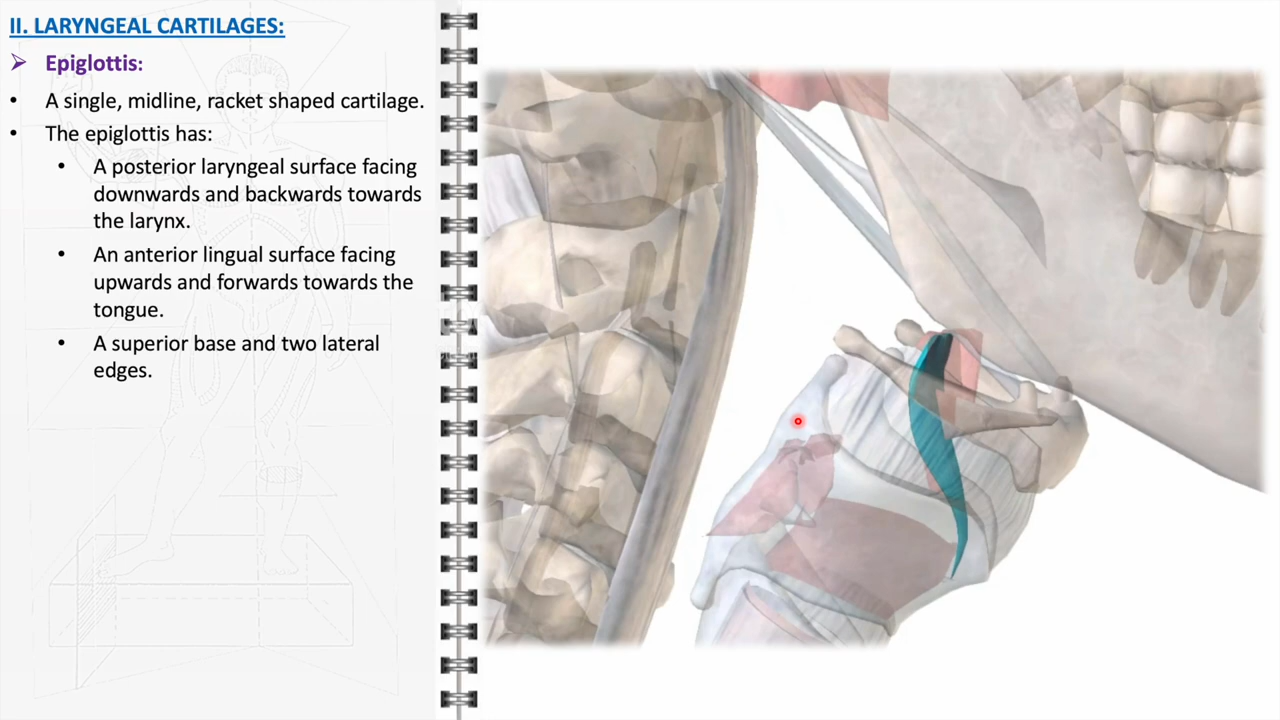 II. LARYNGEAL CARTILAGES:
➢ Epiglottis:
• A single, midline, racket shaped cartilage.
• The epiglottis has:
• A posterior laryngeal surface facing
downwards and backwards towards
the larynx.
• An anterior lingual surface facing
upwards and forwards towards the
tongue.
• A superior base and two lateral
edges.